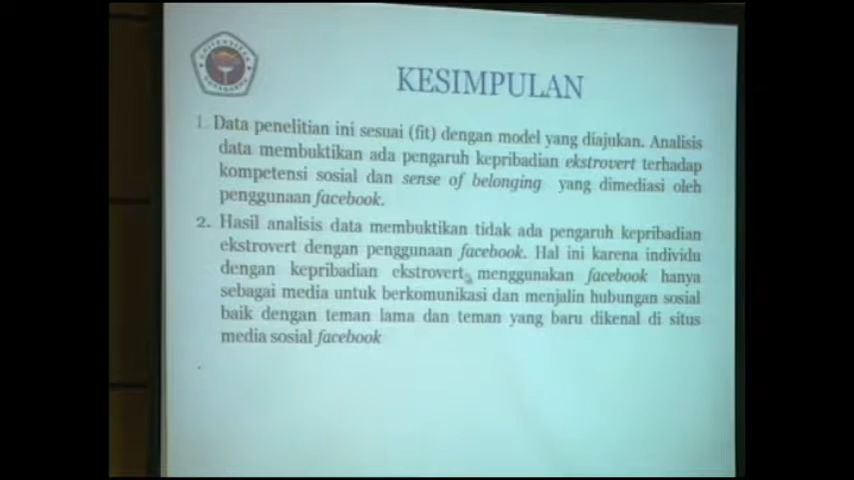 KESIMPULAN
1. Data penelitian ini sesuai (fit) dengan model yang diajukan. Analisis
data membuktikan ada pengaruh kepribadian ekstrovert terhadap
kompetensi sosial dan sense of belonging yang dimediasi oleh
penggunaan facebook.
2. Hasil analisis data membuktikan tidak ada pengaruh kepribadian
ekstrovert dengan penggunaan facebook. Hal ini karena individu
dengan kepribadian ekstrovert menggunakan facebook hanya
sebagai media untuk berkomunikasi dan menjalin hubungan sosial
baik dengan teman lama dan teman yang baru dikenal di situs
media sosial facebook
.